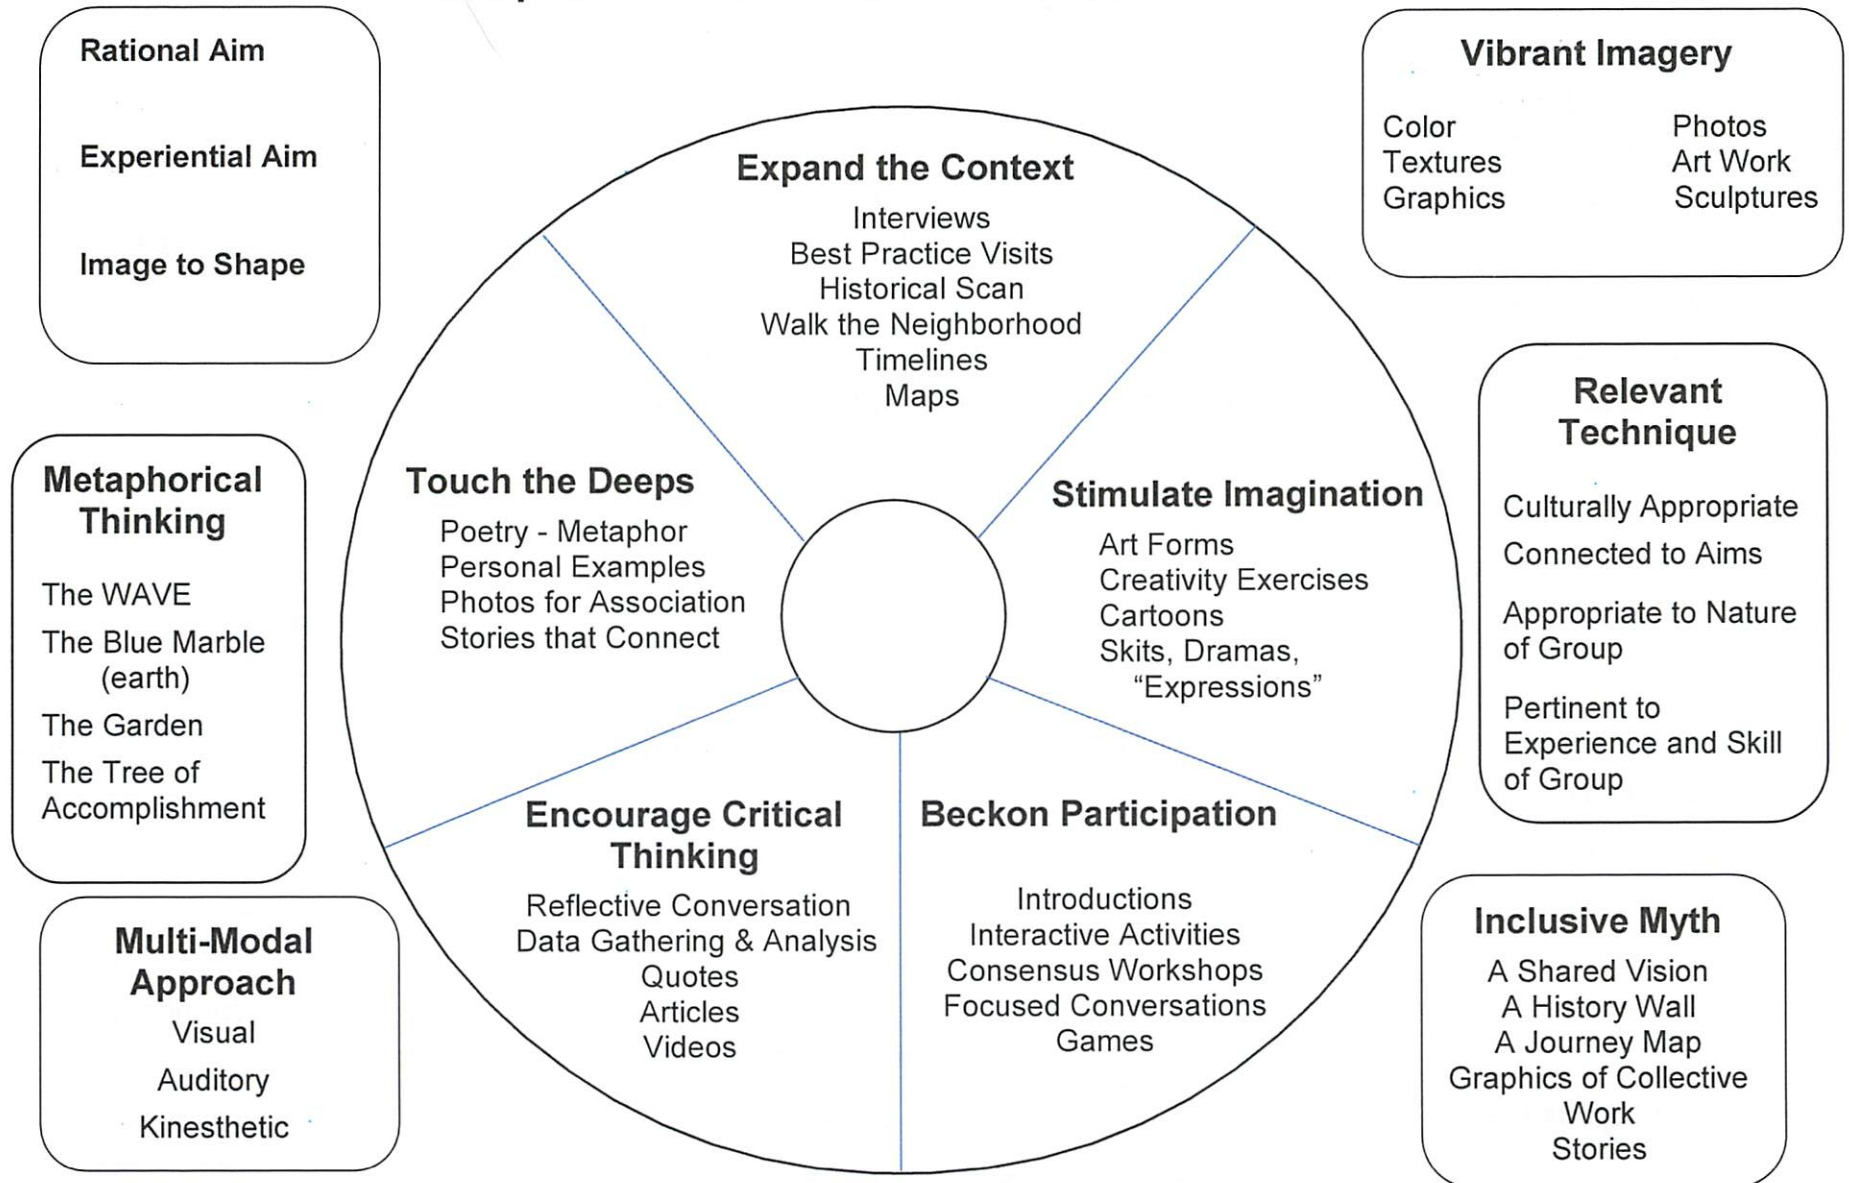 Rational Aim
Experiential Aim
Image to Shape
Vibrant Imagery
Color
Textures
Graphics
Photos
Art Work
Sculptures
Expand the Context
Interviews
Best Practice Visits
Historical Scan
Walk the Neighborhood
Timelines
Maps
Metaphorical
Thinking
The WAVE
The Blue Marble
(earth)
The Garden
The Tree of
Accomplishment
Touch the Deeps
Poetry - Metaphor
Personal Examples
Photos for Association
Stories that Connect
Stimulate Imagination
Art Forms
Creativity Exercises
Cartoons
Skits, Dramas,
“Expressions”
Relevant
Technique
Culturally Appropriate
Connected to Aims
Appropriate to Nature
of Group
Pertinent to
Experience and Skill
of Group
Multi-Modal
Approach
Visual
Auditory
Kinesthetic
Encourage Critical
Thinking
Reflective Conversation
Data Gathering & Analysis
Quotes
Articles
Videos
Beckon Participation
Introductions
Interactive Activities
Consensus Workshops
Focused Conversations
Games
Inclusive Myth
A Shared Vision
A History Wall
A Journey Map
Graphics of Collective
Work
Stories